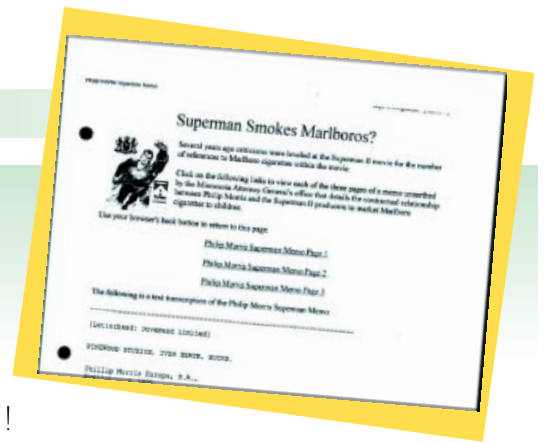 Philip Morris Superman Memo
Superman Smokes Marlboros?
Several years ago criticisms were leveled at the Superman II movie for the number
of references to Marlboro cigarettes within the movie.
Click on the following links to view each of the three pages of a memo unearthed
by the Minnesota Attorney General's office that details the contractual relationship
between Philip Morris and the Superman II producers to market Marlboro
cigarettes to children.
Use your browser's back button to return to this page.
Philip Morris Superman Memo Page 1
Philip Morris Superman Memo Page 2
Philip Morris Superman Memo Page 3
The following is a text transcription of the Philip Morris Superman Memo
[Letterhead: Dovemead Limited]
PINEWOOD STUDIOS, IVER HEATH, BUCKS.
Phillip Morris Europe, S.A.,
!